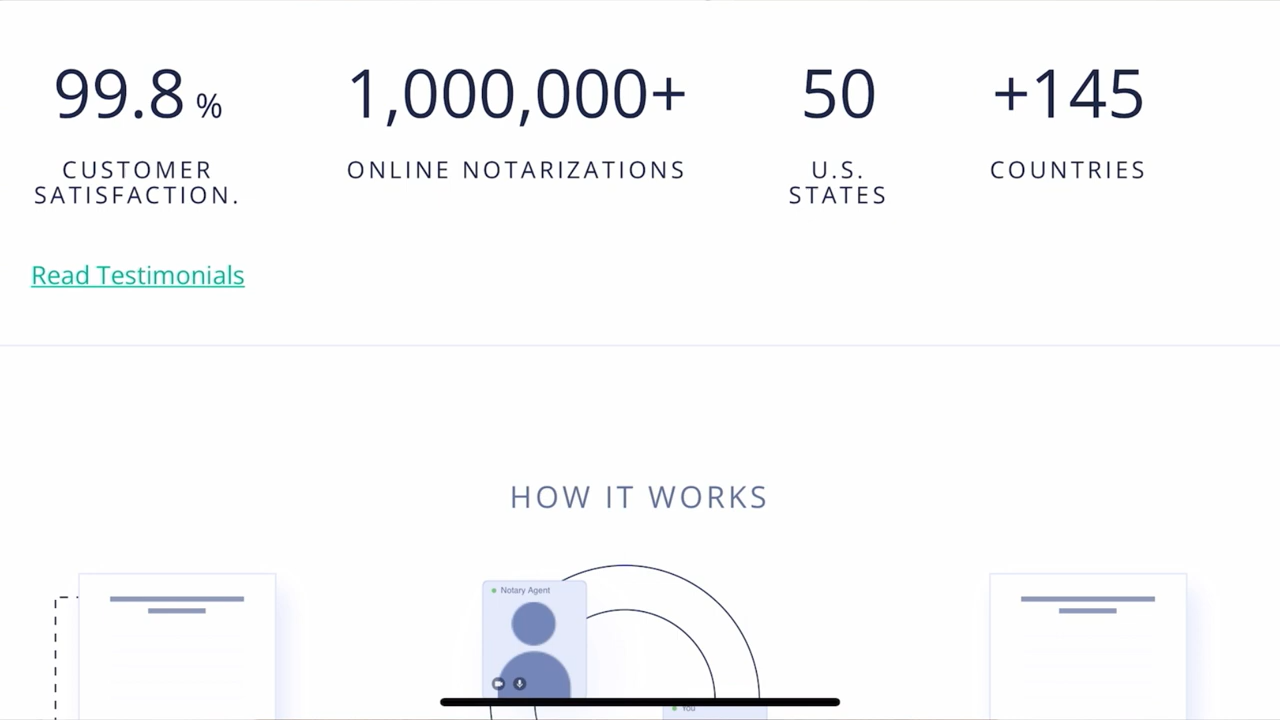 99.8 %
CUSTOMER
SATISFACTION.
1,000,000+
ONLINE NOTARIZATIONS
50
U.S.
STATES
+145
COUNTRIES
Read Testimonials
HOW IT WORKS
Notary Agent
You